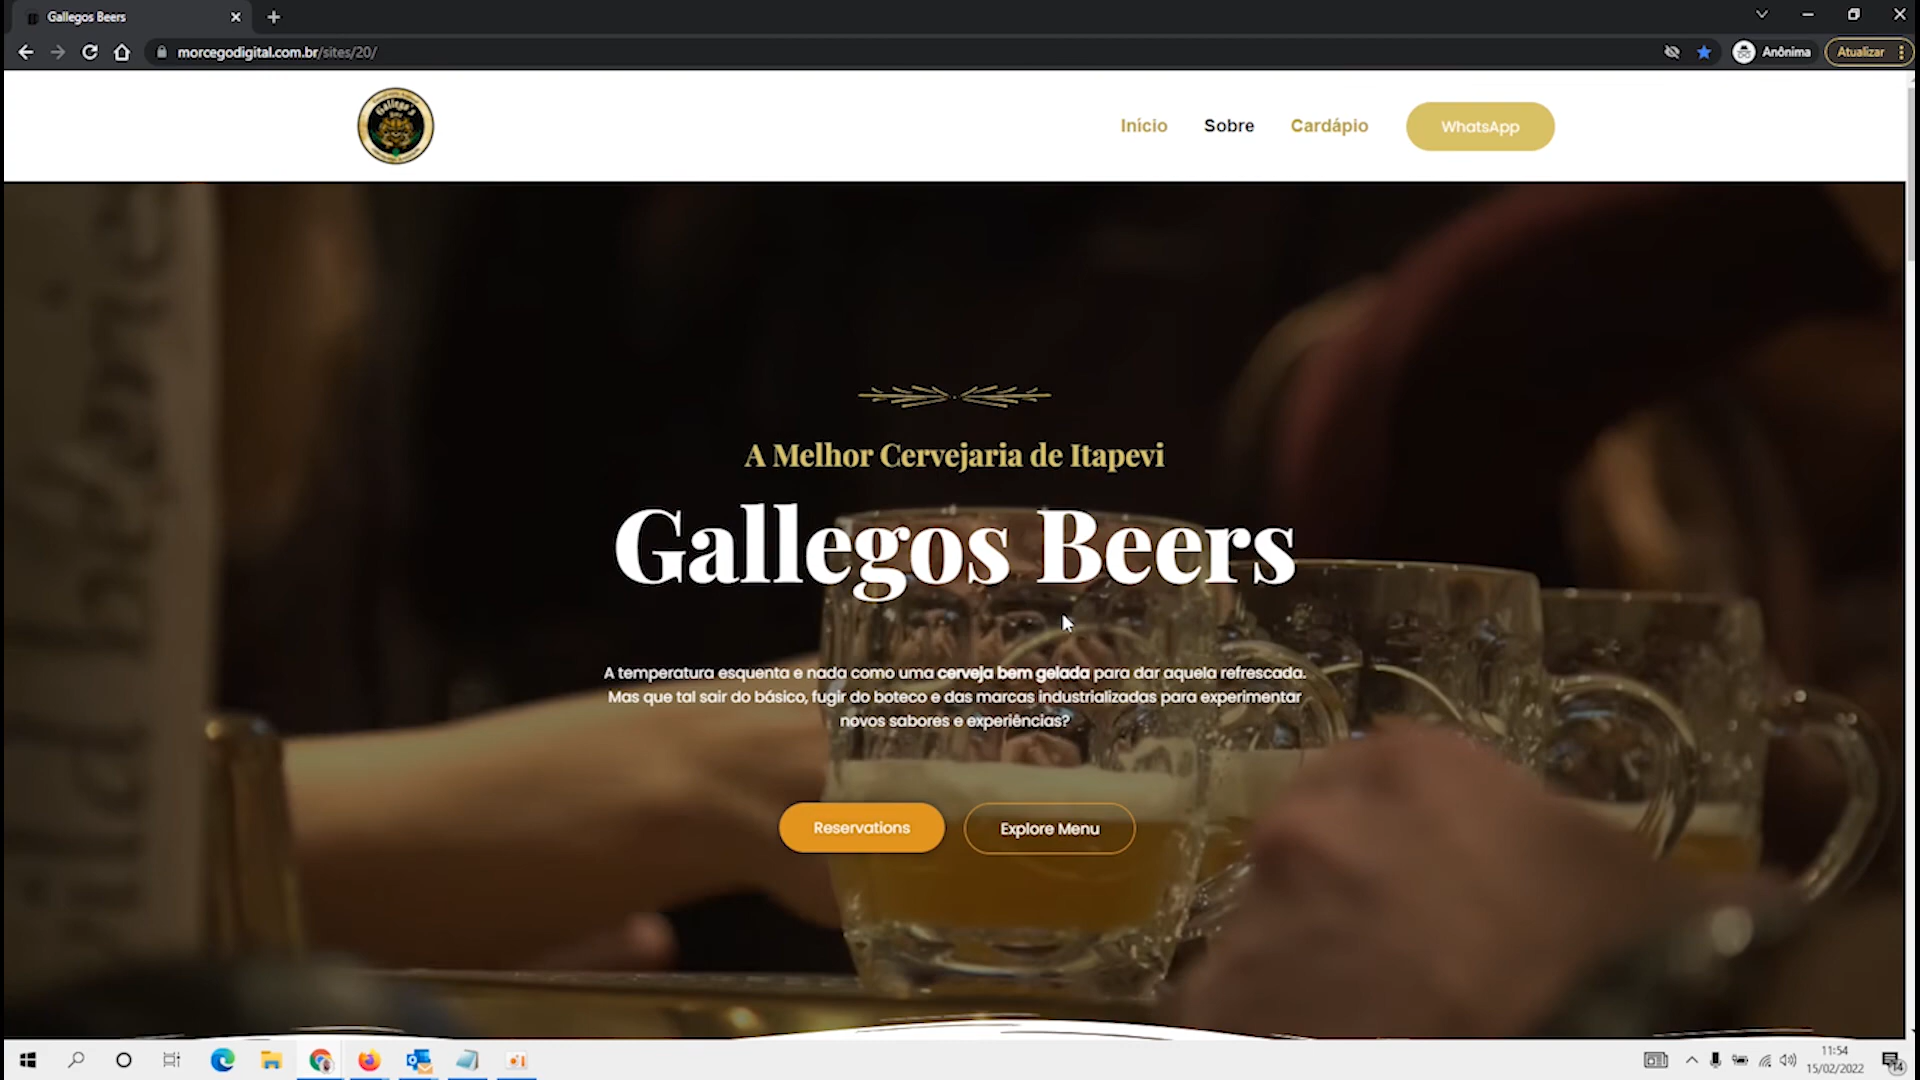 Gallegos Beers
morcegodigital.com.br/sites/20/
Anônima
Atualizar
Gallego's
Início
Sobre
Cardápio
WhatsApp
A Melhor Cervejaria de Itapevi
Gallegos Beers
A temperatura esquenta e nada como uma cerveja bem gelada para dar aquela refrescada.
Mas que tal sair do básico, fugir do boteco e das marcas industrializadas para experimentar
novos sabores e experiências?
Reservations
Explore Menu
11:54
15/02/2022
14